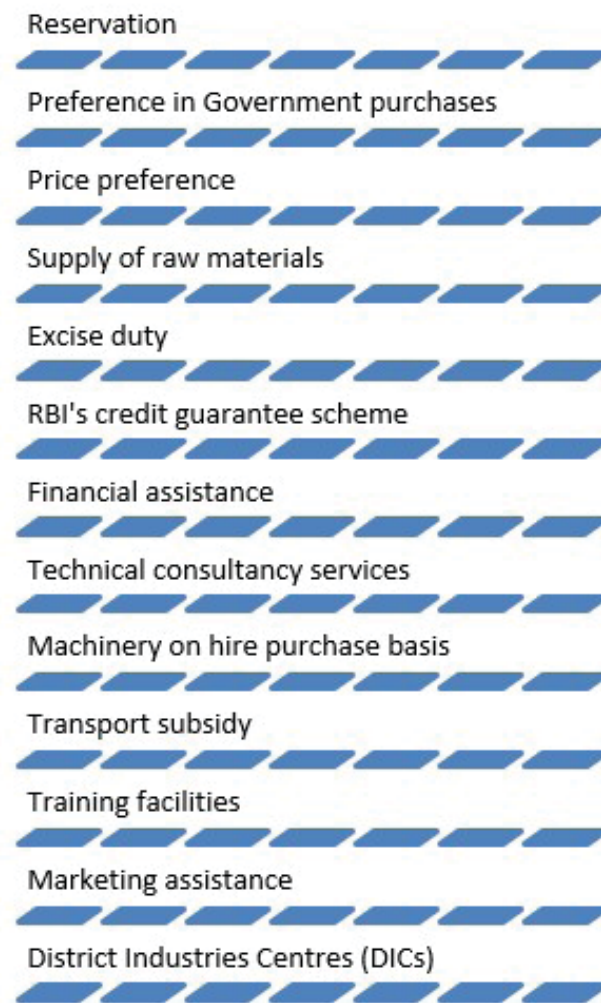 Reservation
Preference in Government purchases
Price preference
Supply of raw materials
Excise duty
RBI's credit guarantee scheme
Financial assistance
Technical consultancy services
Machinery on hire purchase basis
Transport subsidy
Training facilities
Marketing assistance
District Industries Centres (DICs)